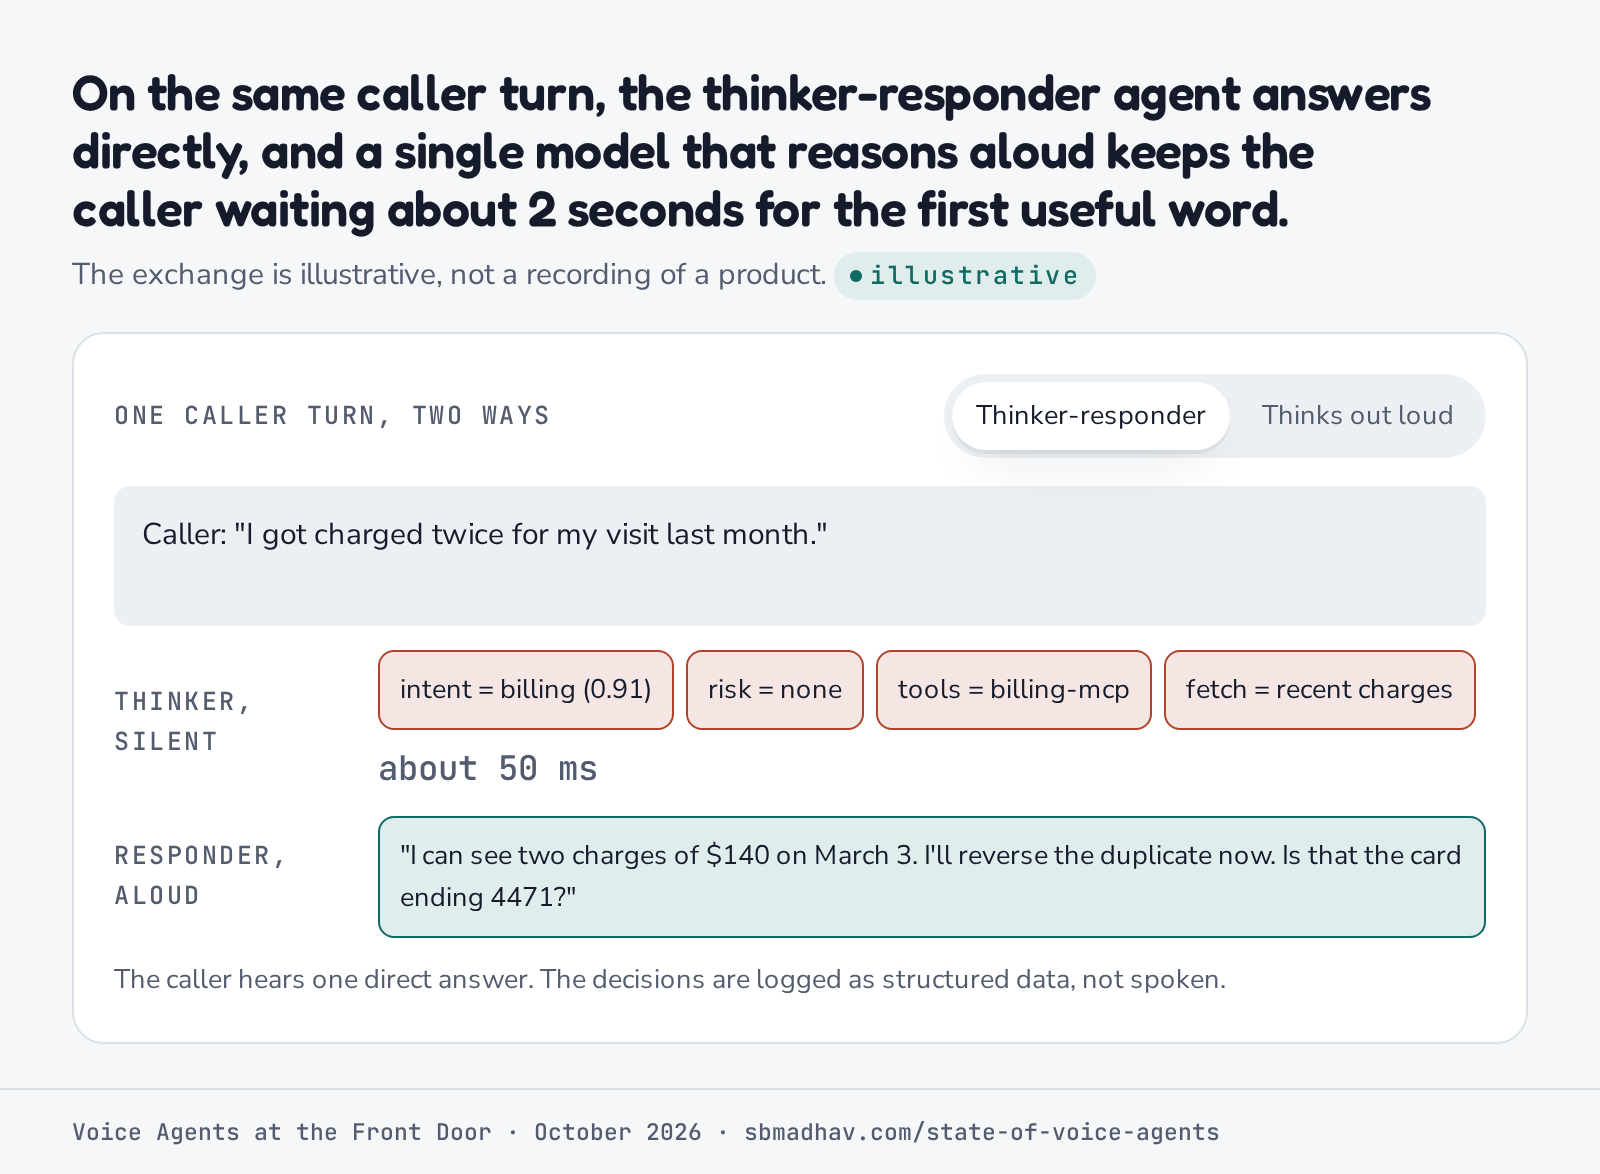 On the same caller turn, the thinker-responder agent answers
directly, and a single model that reasons aloud keeps the
caller waiting about 2 seconds for the first useful word.
The exchange is illustrative, not a recording of a product. illustrative
ONE CALLER TURN, TWO WAYS
Thinker-responder Thinks out loud
Caller: "I got charged twice for my visit last month."
THINKER,
SILENT
intent = billing (0.91) risk = none tools = billing-mcp fetch = recent charges
about 50 ms
RESPONDER,
ALOUD
"I can see two charges of $140 on March 3. I'll reverse the duplicate now. Is that the card
ending 4471?"
The caller hears one direct answer. The decisions are logged as structured data, not spoken.
Voice Agents at the Front Door · October 2026 · sbmadhav.com/state-of-voice-agents